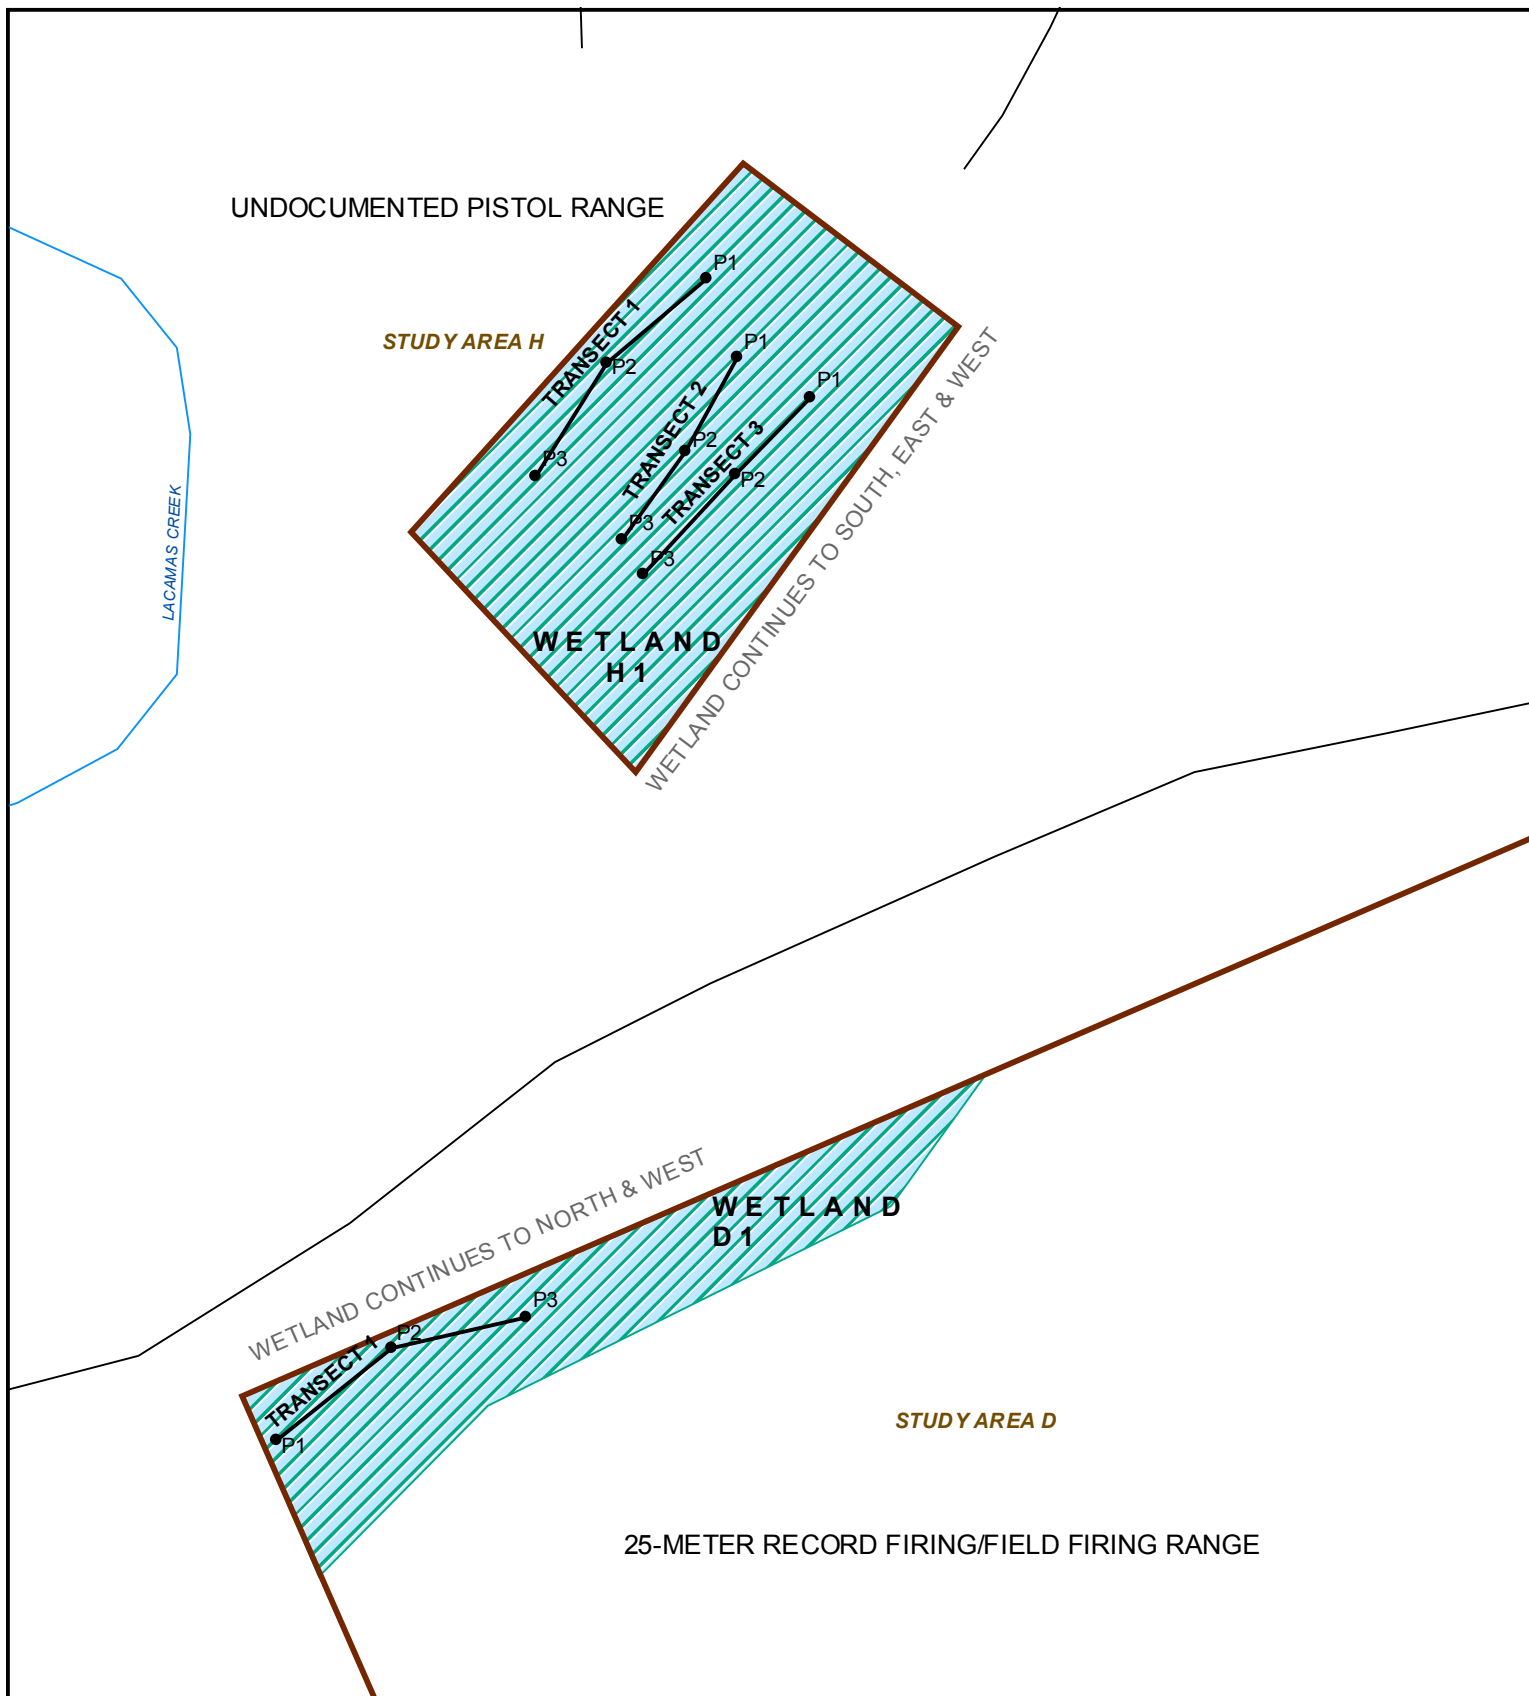 UNDOCUMENTED PISTOL RANGE
STUDY AREA H
TRANSECT 1
P1
P2
P3
TRANSECT 2
P1
P2
P3
TRANSECT 3
P1
P2
P3
WETLAND
H1
WETLAND CONTINUES TO SOUTH, EAST & WEST
LACAMAS CREEK
WETLAND CONTINUES TO NORTH & WEST
WETLAND
D1
TRANSECT 1
P1
P2
P3
STUDY AREA D
25-METER RECORD FIRING/FIELD FIRING RANGE